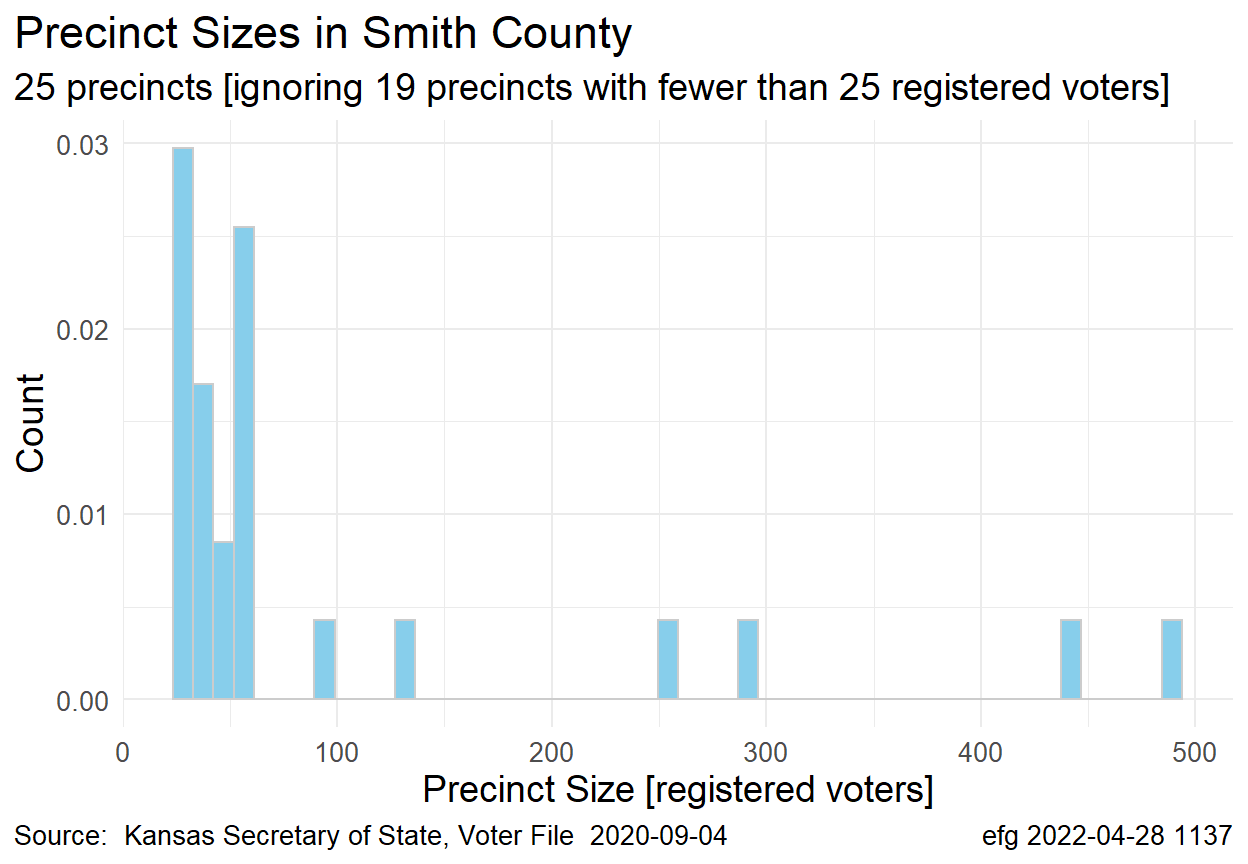 Precinct Sizes in Smith County
25 precincts [ignoring 19 precincts with fewer than 25 registered voters]
0.03
0.02
0.01
0.00
Count
0 100 200 300 400 500
Precinct Size [registered voters]
Source:  Kansas Secretary of State, Voter File  2020-09-04 efg 2022-04-28 1137